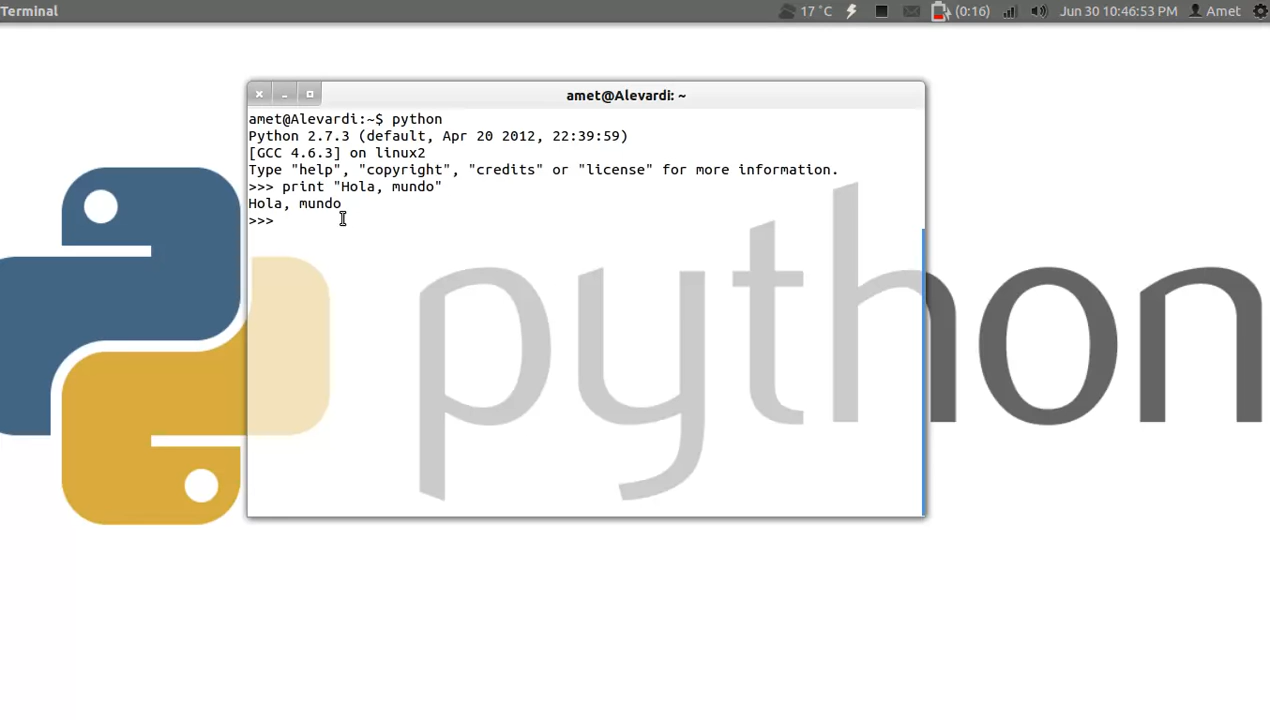 Terminal
17 °C
(0:16)
Jun 30 10:46:53 PM
Amet
amet@Alevardi: ~
amet@Alevardi:~$ python
Python 2.7.3 (default, Apr 20 2012, 22:39:59)
[GCC 4.6.3] on linux2
Type "help", "copyright", "credits" or "license" for more information.
>>> print "Hola, mundo"
Hola, mundo
>>>
python